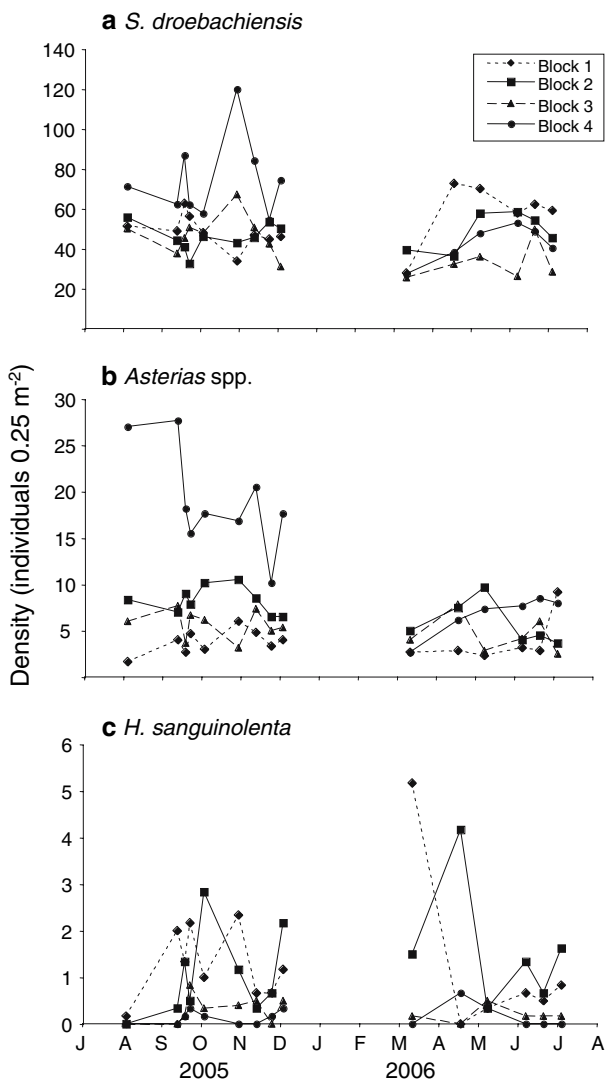 a S. droebachiensis
140
120
100
80
60
40
20
Block 1
Block 2
Block 3
Block 4
b Asterias spp.
30
25
20
15
10
5
Density (individuals 0.25 m-2)
c H. sanguinolenta
6
5
4
3
2
1
0
J A S O N D J F M A M J J A
2005 2006